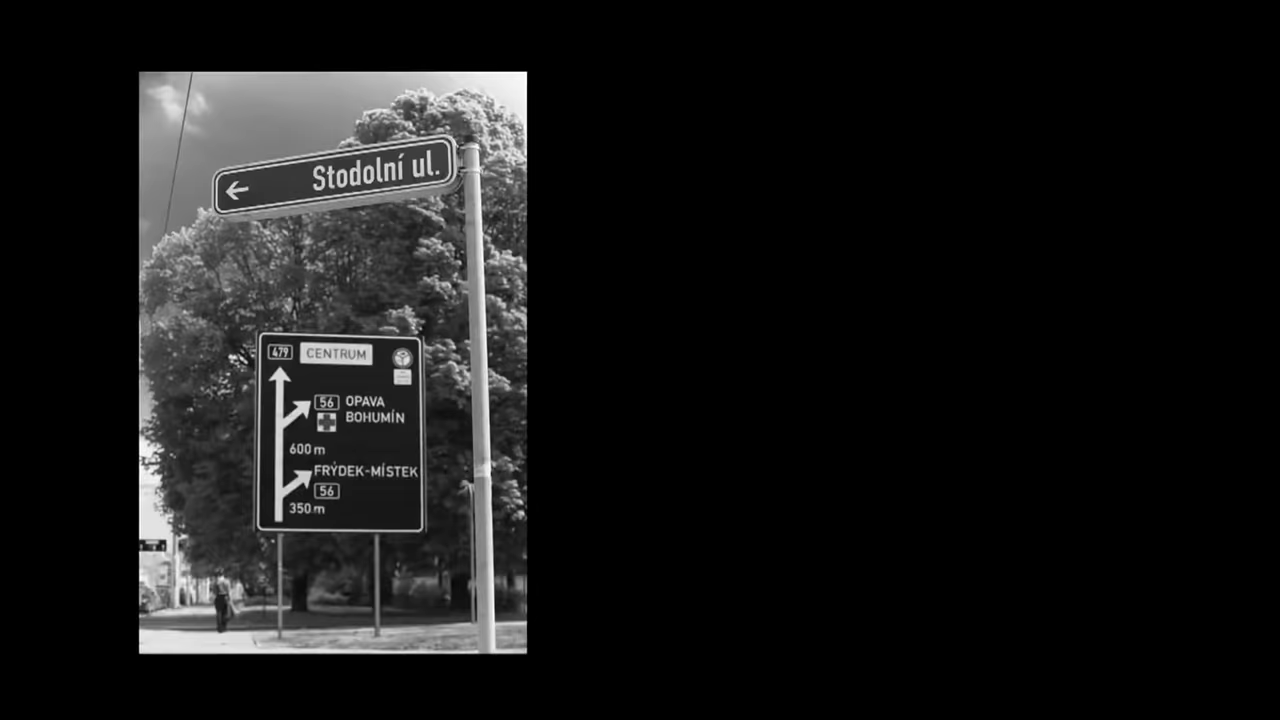 Stodolní ul.
479 CENTRUM
56 OPAVA
BOHUMÍN
600 m
FRÝDEK-MÍSTEK
56
350 m